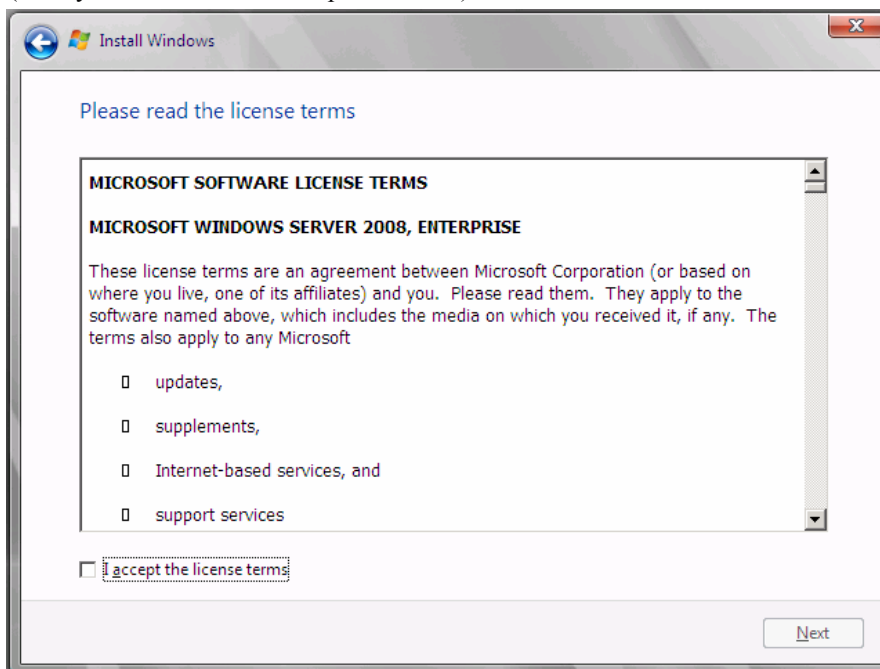 Install Windows
Please read the license terms
MICROSOFT SOFTWARE LICENSE TERMS
MICROSOFT WINDOWS SERVER 2008, ENTERPRISE
These license terms are an agreement between Microsoft Corporation (or based on
where you live, one of its affiliates) and you.  Please read them.  They apply to the
software named above, which includes the media on which you received it, if any.  The
terms also apply to any Microsoft
updates,
supplements,
Internet-based services, and
support services
I accept the license terms
Next